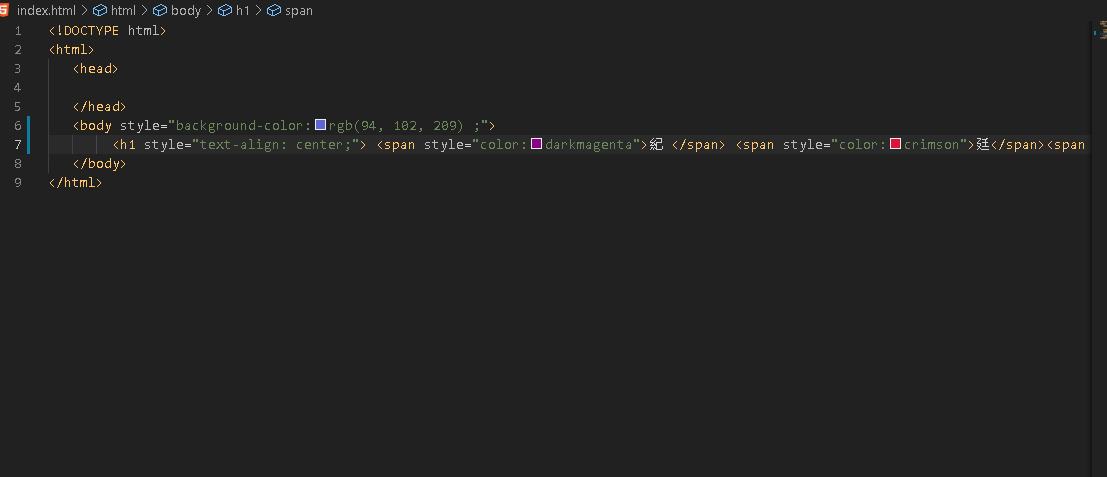 index.html > html > body > h1 > span
1 <!DOCTYPE html>
2 <html>
3 <head>
4
5 </head>
6 <body style="background-color:rgb(94, 102, 209) ;">
7 <h1 style="text-align: center;"> <span style="color:darkmagenta">紀 </span> <span style="color:crimson">廷</span><span
8 </body>
9 </html>